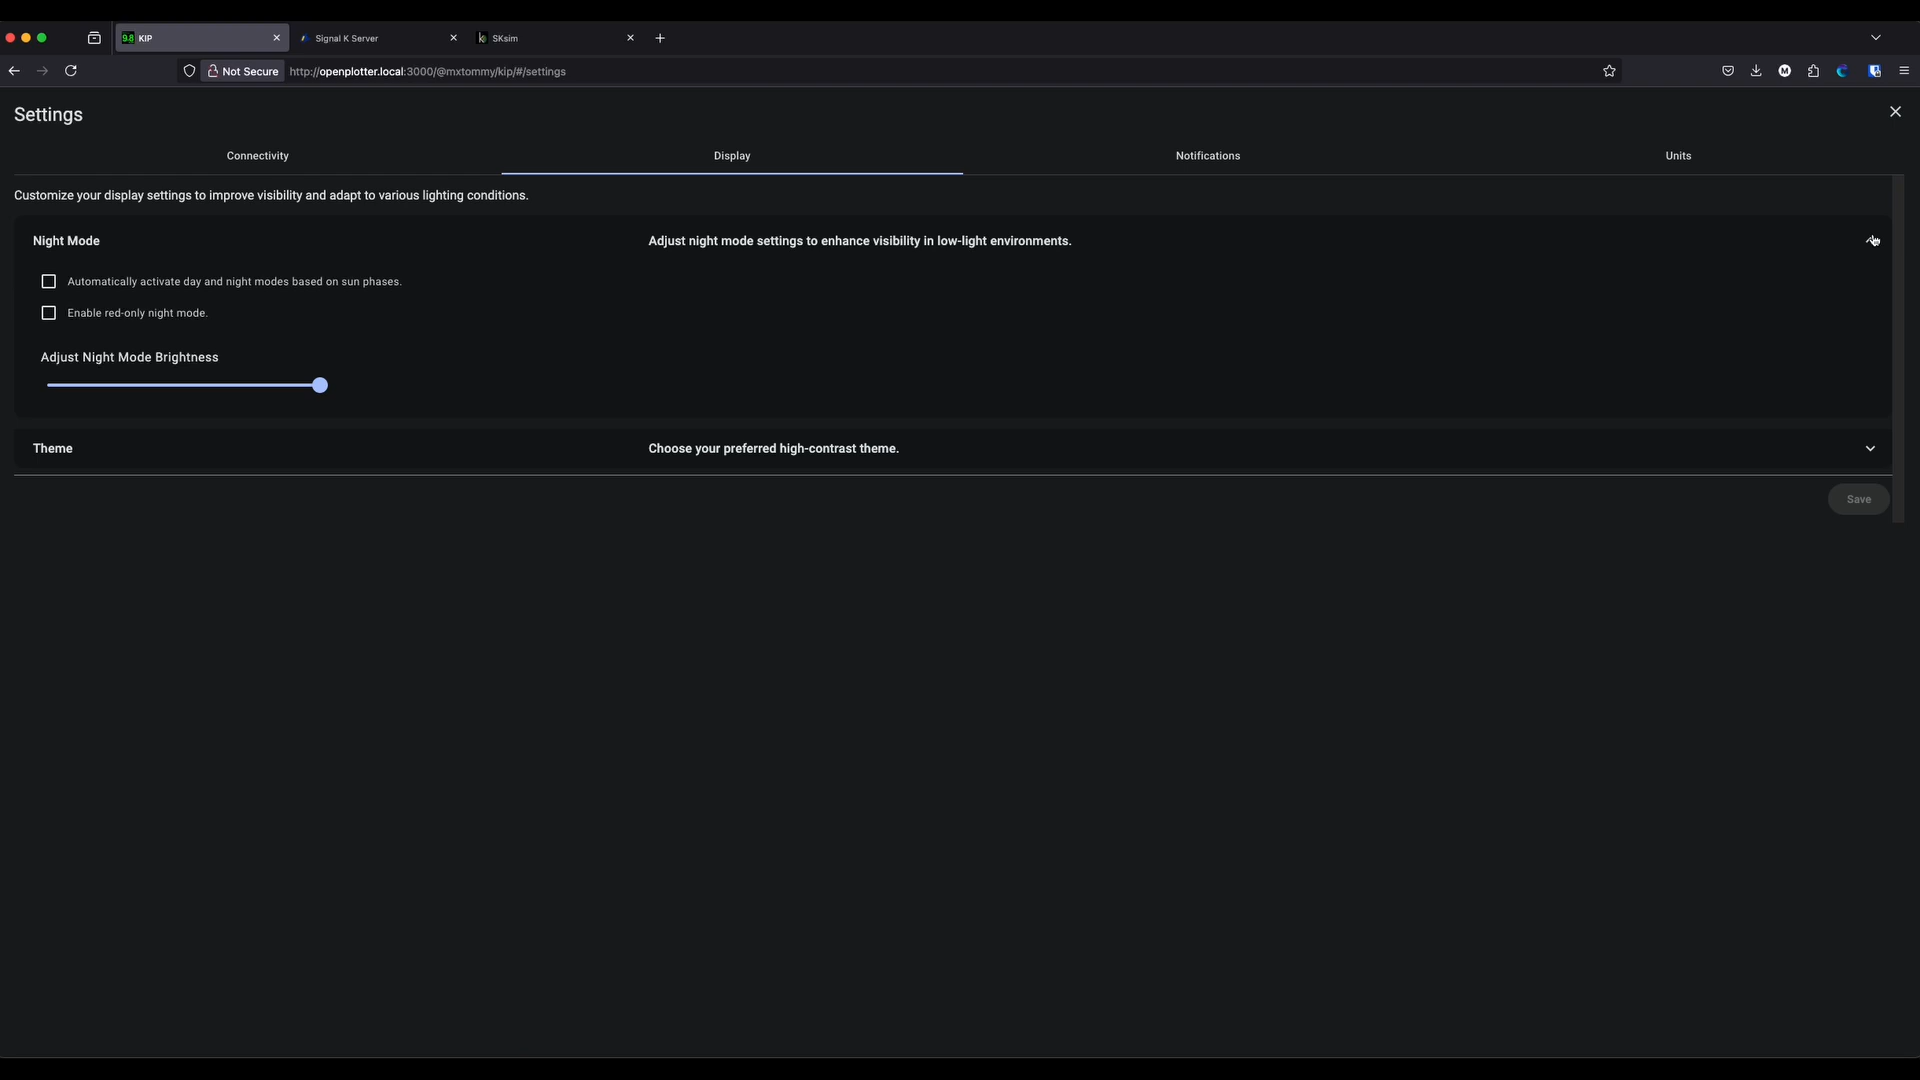 9.8 KIP
Signal K Server
SKsim
Not Secure
http://openplotter.local:3000/@mxtommy/kip/#/settings
M
Settings
Connectivity
Display
Notifications
Units
Customize your display settings to improve visibility and adapt to various lighting conditions.
Night Mode
Adjust night mode settings to enhance visibility in low-light environments.
Automatically activate day and night modes based on sun phases.
Enable red-only night mode.
Adjust Night Mode Brightness
Theme
Choose your preferred high-contrast theme.
Save